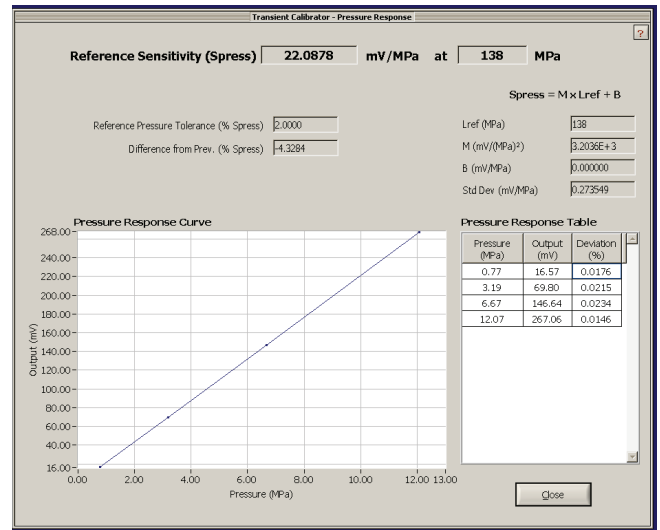 Transient Calibrator - Pressure Response
?
Reference Sensitivity (Spress) 22.0878 mV/MPa at 138 MPa
Spress = M x Lref + B
Reference Pressure Tolerance (% Spress) 2.0000
Difference from Prev. (% Spress) -4.3284
Lref (MPa) 138
M (mV/(MPa)²) 3.2036E+3
B (mV/MPa) 0.000000
Std Dev (mV/MPa) 0.273549
Pressure Response Curve
268.00
240.00
220.00
200.00
180.00
160.00
140.00
120.00
100.00
80.00
60.00
40.00
16.00
Output (mV)
0.00 2.00 4.00 6.00 8.00 10.00 12.00 13.00
Pressure (MPa)
Pressure Response Table
Pressure (MPa) Output (mV) Deviation (%)
0.77 16.57 0.0176
3.19 69.80 0.0215
6.67 146.64 0.0234
12.07 267.06 0.0146
Close